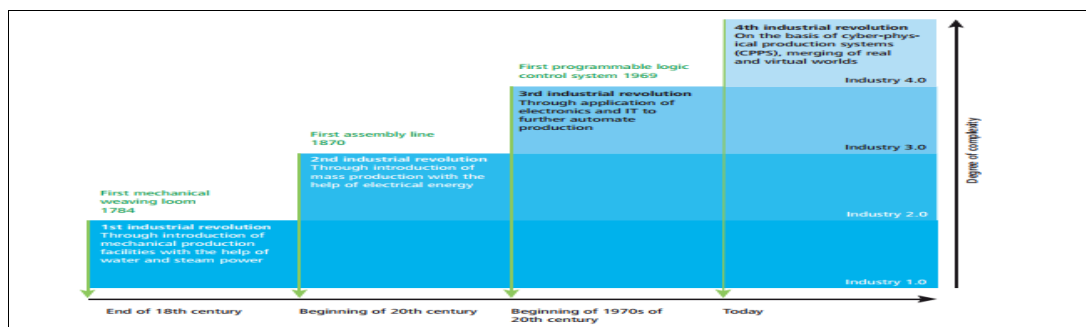 4th industrial revolution
On the basis of cyber-phys-
ical production systems
(CPPS), merging of real
and virtual worlds
Industry 4.0
First programmable logic
control system 1969
3rd industrial revolution
Through application of
electronics and IT to
further automate
production
Industry 3.0
First assembly line
1870
2nd industrial revolution
Through introduction of
mass production with the
help of electrical energy
Industry 2.0
First mechanical
weaving loom
1784
1st industrial revolution
Through introduction of
mechanical production
facilities with the help of
water and steam power
Industry 1.0
Degree of complexity
End of 18th century
Beginning of 20th century
Beginning of 1970s of
20th century
Today